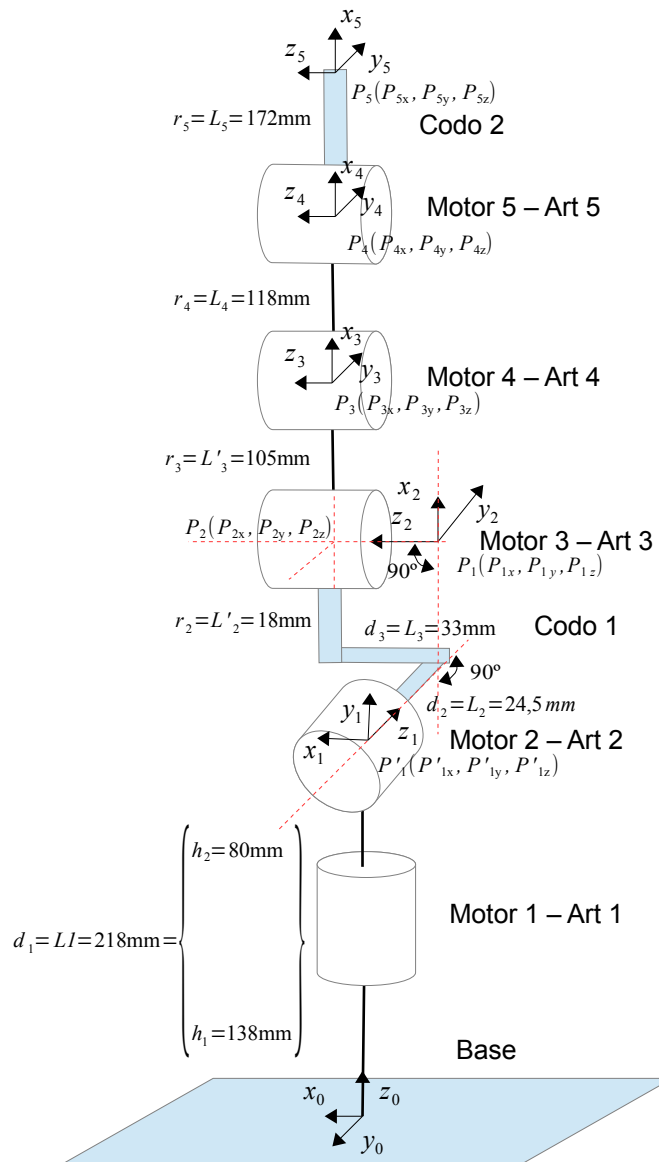 x5
z5
y5
P5(P5x, P5y, P5z)
r5=L5=172mm
Codo 2
x4
z4
y4
Motor 5 – Art 5
P4(P4x, P4y, P4z)
r4=L4=118mm
x3
z3
y3
Motor 4 – Art 4
P3(P3x, P3y, P3z)
r3=L'3=105mm
x2
P2(P2x, P2y, P2z)
z2
y2
Motor 3 – Art 3
90º
P1(P1x, P1y, P1z)
r2=L'2=18mm
d3=L3=33mm
Codo 1
90º
d2=L2=24,5 mm
y1
z1
x1
Motor 2 – Art 2
P'1(P'1x, P'1y, P'1z)
h2=80mm
Motor 1 – Art 1
d1=L1=218mm=
h1=138mm
Base
x0
z0
y0